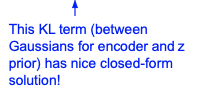 This KL term (between
Gaussians for encoder and z
prior) has nice closed-form
solution!